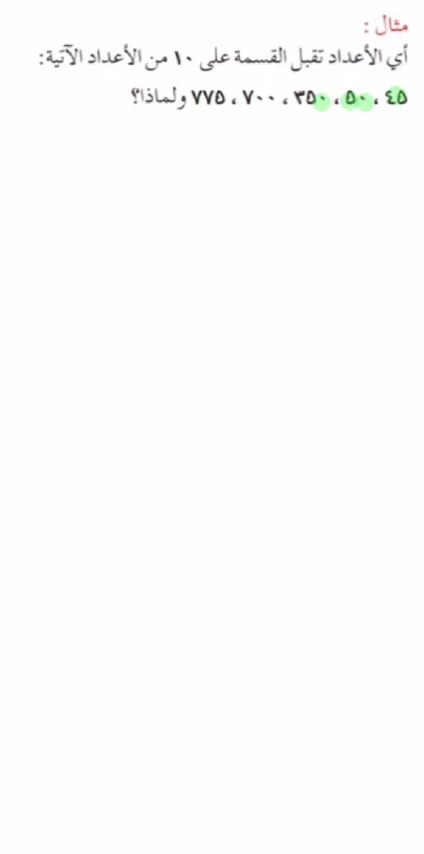 مثال :
أي الأعداد تقبل القسمة على ١٠ من الأعداد الآتية:
٤٥ ، ٥٠ ، ٣٥٠ ، ٧٠٠ ، ٧٧٥ ولماذا؟